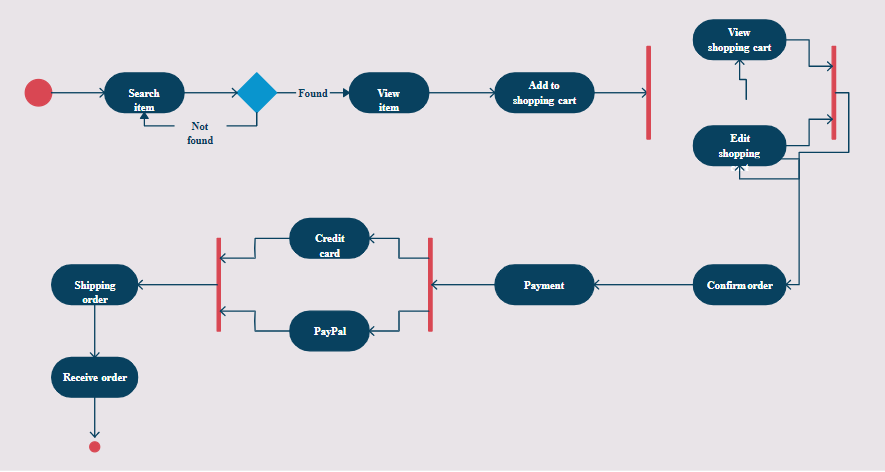 View
shopping cart
Search
item
Found
View
item
Add to
shopping cart
Not
found
Edit
shopping
Credit
card
Shipping
order
Payment
Confirm order
PayPal
Receive order